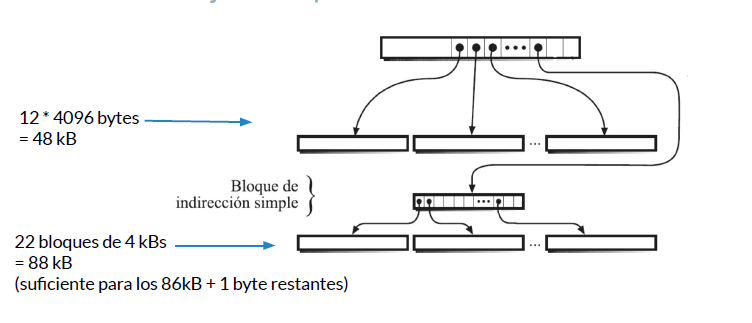 12 * 4096 bytes
= 48 kB
Bloque de
indirección simple
22 bloques de 4 kBs
= 88 kB
(suficiente para los 86kB + 1 byte restantes)